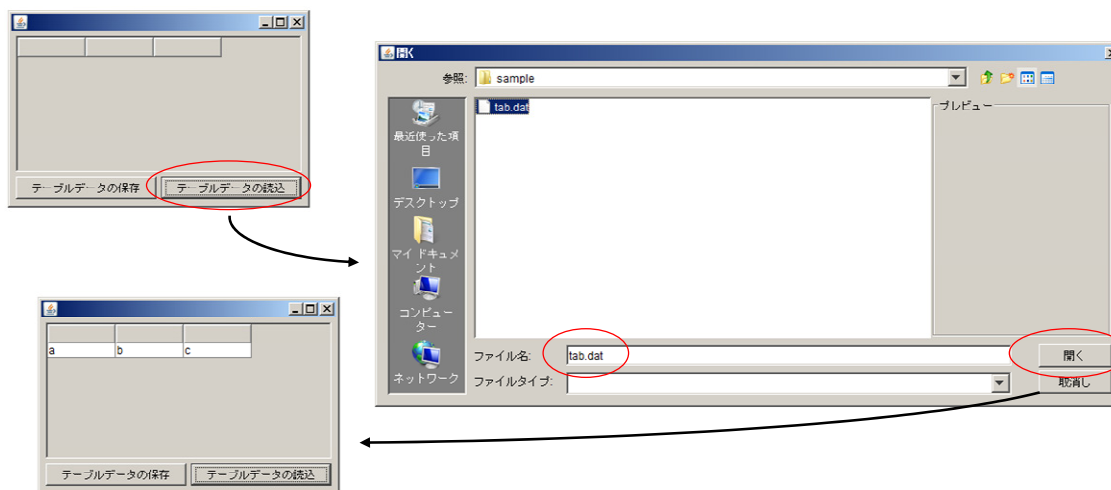 テーブルデータの保存
テーブルデータの読込
開K
参照:
sample
tab.dat
プレビュー
最近使った項
目
デスクトップ
マイ ドキュメ
ント
コンピュー
ター
ネットワーク
ファイル名:
tab.dat
開く
ファイルタイプ:
取消し
a
b
c
テーブルデータの保存
テーブルデータの読込